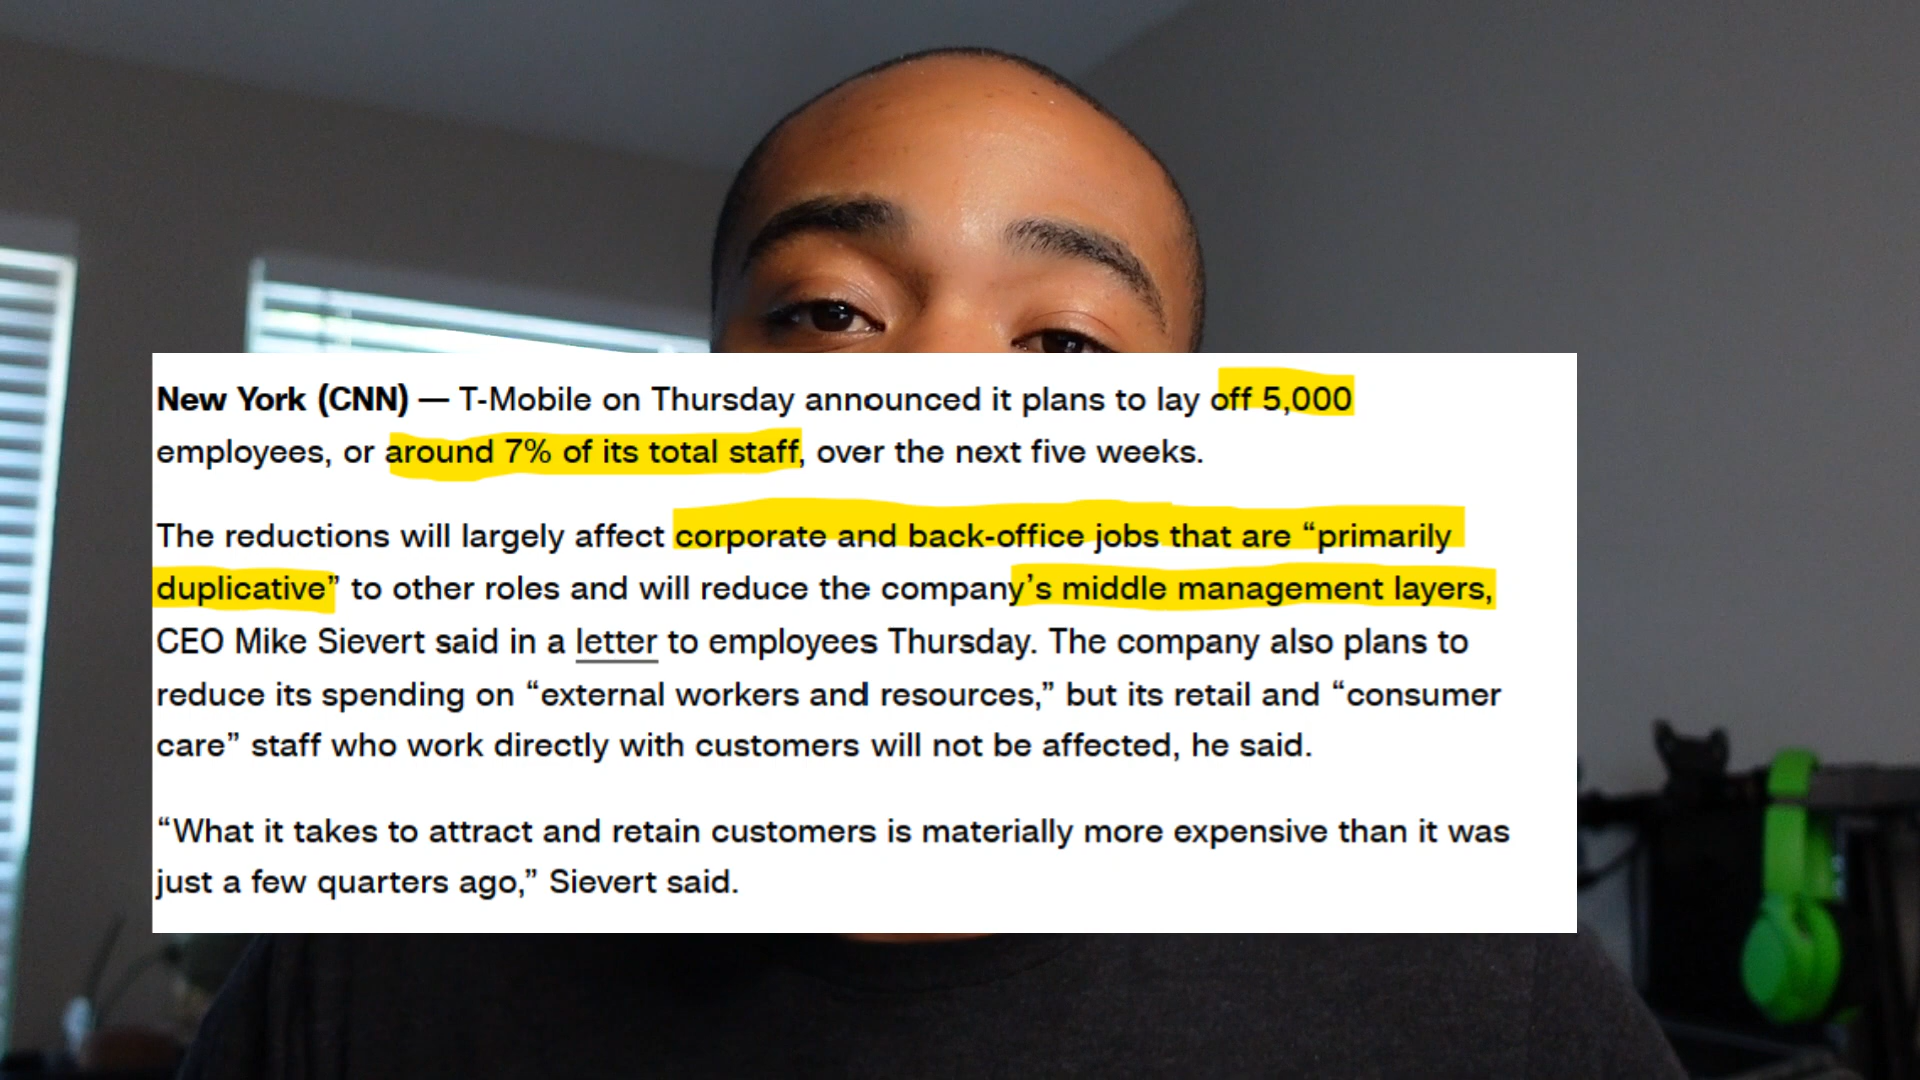 New York (CNN) — T-Mobile on Thursday announced it plans to lay off 5,000
employees, or around 7% of its total staff, over the next five weeks.
The reductions will largely affect corporate and back-office jobs that are “primarily
duplicative” to other roles and will reduce the company’s middle management layers,
CEO Mike Sievert said in a letter to employees Thursday. The company also plans to
reduce its spending on “external workers and resources,” but its retail and “consumer
care” staff who work directly with customers will not be affected, he said.
“What it takes to attract and retain customers is materially more expensive than it was
just a few quarters ago,” Sievert said.